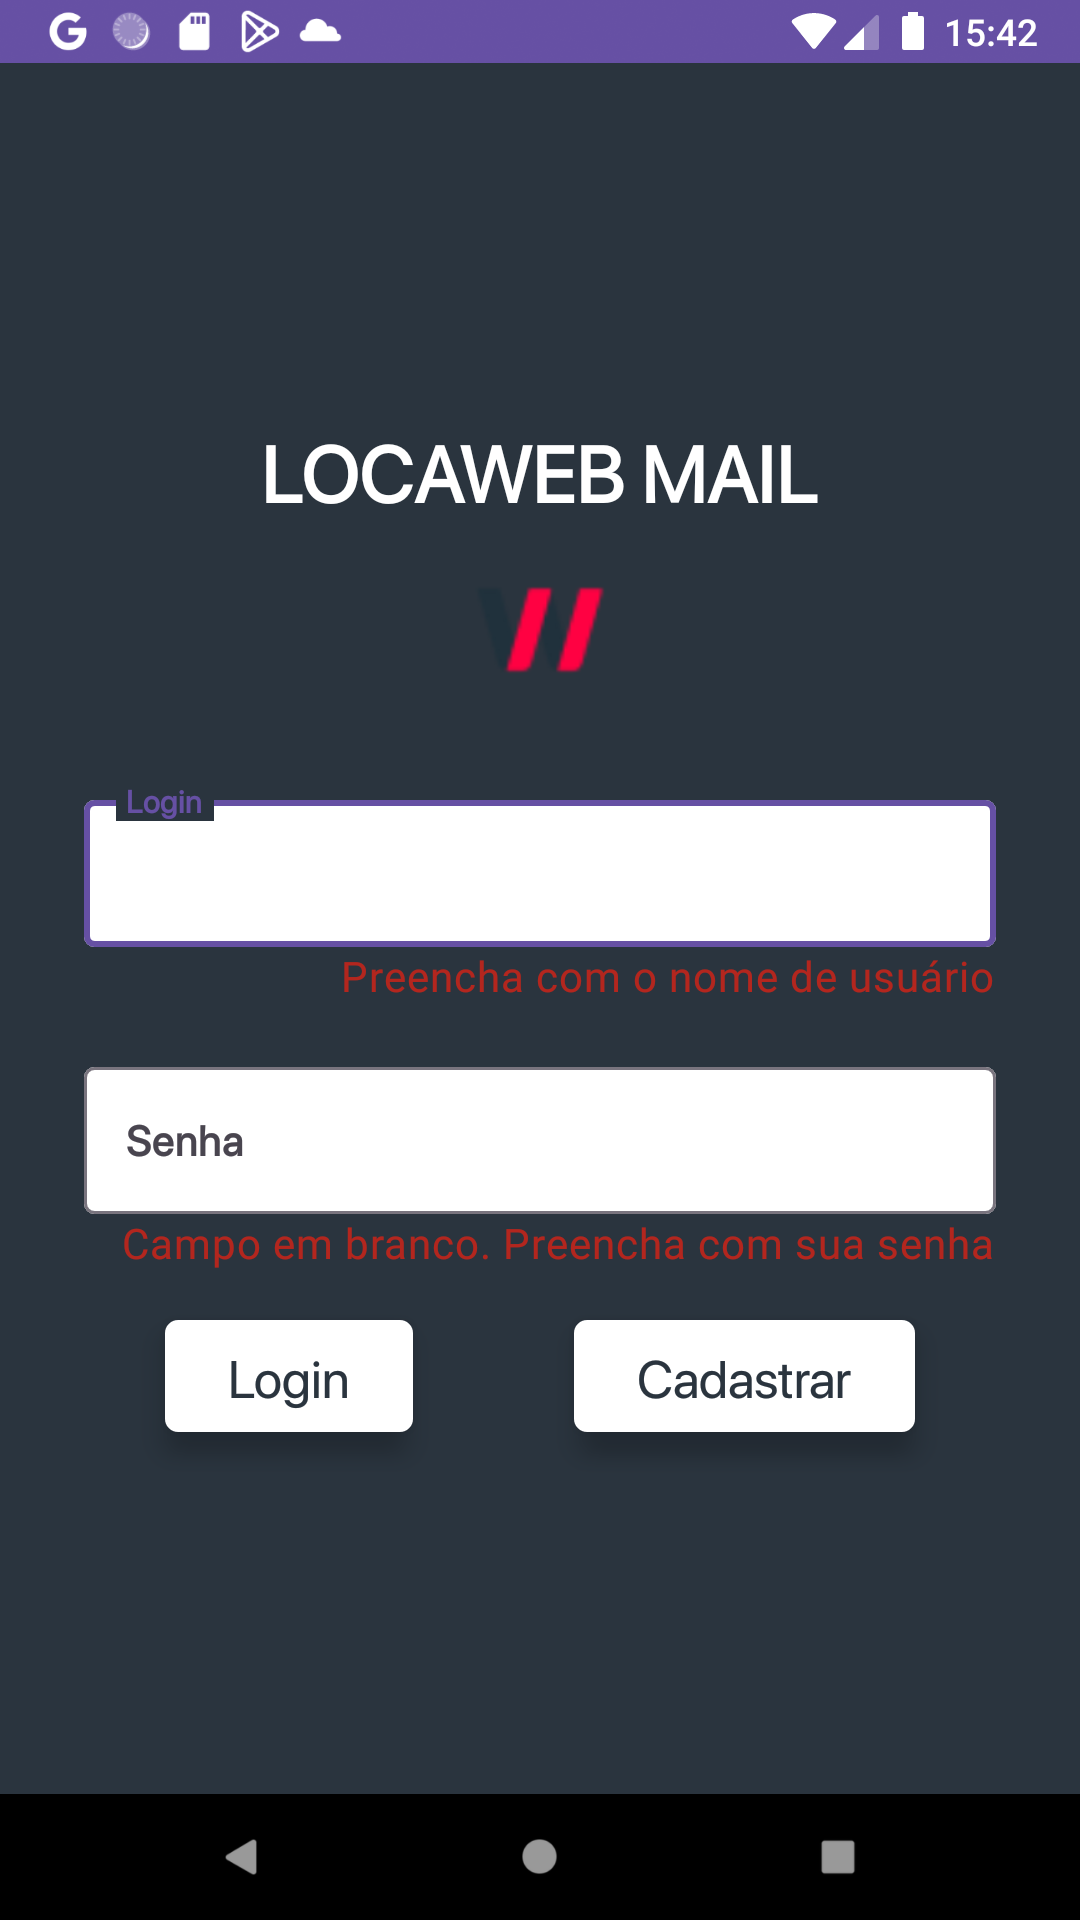 15:42
LOCAWEB MAIL
Login
Preencha com o nome de usuário
Senha
Campo em branco. Preencha com sua senha
Login Cadastrar